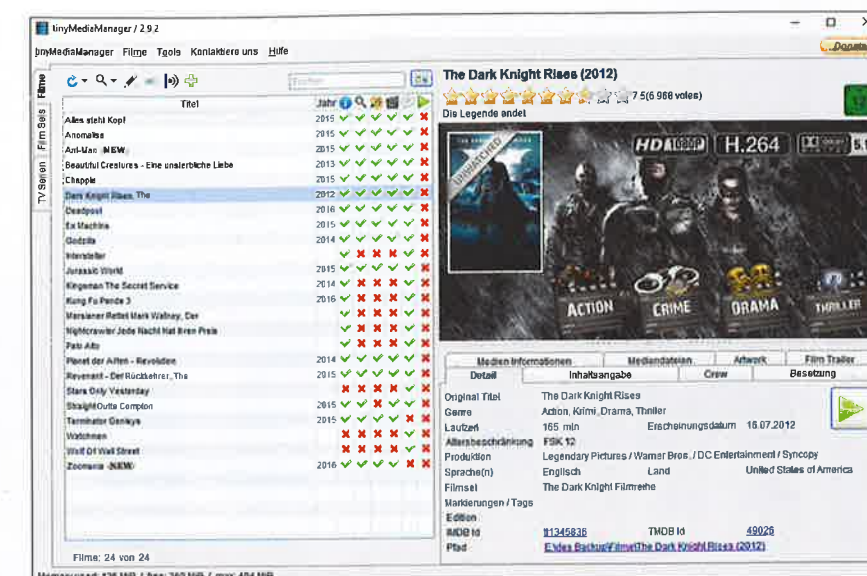 tinyMediaManager / 2.9.2
tinyMediaManager Filme Tools Kontaktiere uns Hilfe
Donate
Filme
Film Sets
TV Serien
Titel Jahr
Alles steht Kopf 2015
Anomalisa 2015
Ant-Man (NEW) 2015
Beautiful Creatures - Eine unsterbliche Liebe 2013
Chappie 2015
Dark Knight Rises, The 2012
Deadpool 2016
Ex Machina 2015
Godzilla 2014
Interstellar
Jurassic World 2015
Kingsman The Secret Service 2014
Kung Fu Panda 3 2016
Marsianer Rettet Mark Watney, Der
Nightcrawler Jede Nacht Hat Ihren Preis
Palo Alto
Planet der Affen - Revolution 2014
Revenant - Der Rückkehrer, The 2015
Stars Only Yesterday
Straight Outta Compton 2015
Terminator Genisys 2015
Watchmen
Wolf Of Wall Street
Zoomania (NEW) 2016
Filme: 24 von 24
The Dark Knight Rises (2012)
7.5(6.968 votes)
Die Legende endet
UNWATCHED
HD 1080P H.264 5.1
ACTION CRIME DRAMA THRILLER
Medien Informationen Mediendateien Artwork Film Trailer
Detail Inhaltsangabe Crew Besetzung
Original Titel The Dark Knight Rises
Genre Action, Krimi, Drama, Thriller
Laufzeit 165 min Erscheinungsdatum 16.07.2012
Altersbeschränkung FSK 12
Produktion Legendary Pictures / Warner Bros. / DC Entertainment / Syncopy
Sprache(n) Englisch Land United States of America
Filmset The Dark Knight Filmreihe
Markierungen / Tags
Edition
IMDB Id tt1345836 TMDB Id 49026
Pfad The Dark Knight Rises (2012)